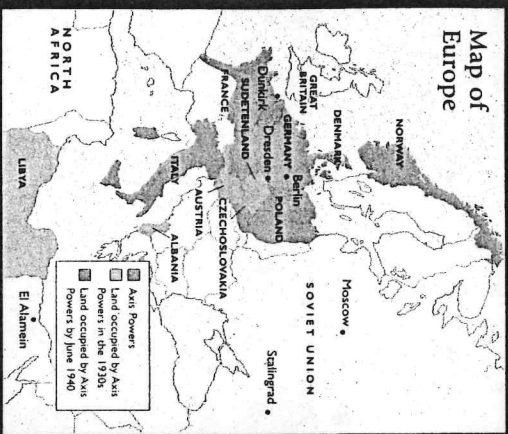 Map of
Europe
NORWAY
DENMARK
GREAT
BRITAIN
Dunkirk
GERMANY
Berlin
Dresden
SUDETENLAND
POLAND
FRANCE
CZECHOSLOVAKIA
AUSTRIA
ITALY
ALBANIA
SOVIET UNION
Moscow
Stalingrad
NORTH
AFRICA
LIBYA
El Alamein
Axis Powers
Land occupied by Axis
Powers in the 1930s
Land occupied by Axis
Powers by June 1940